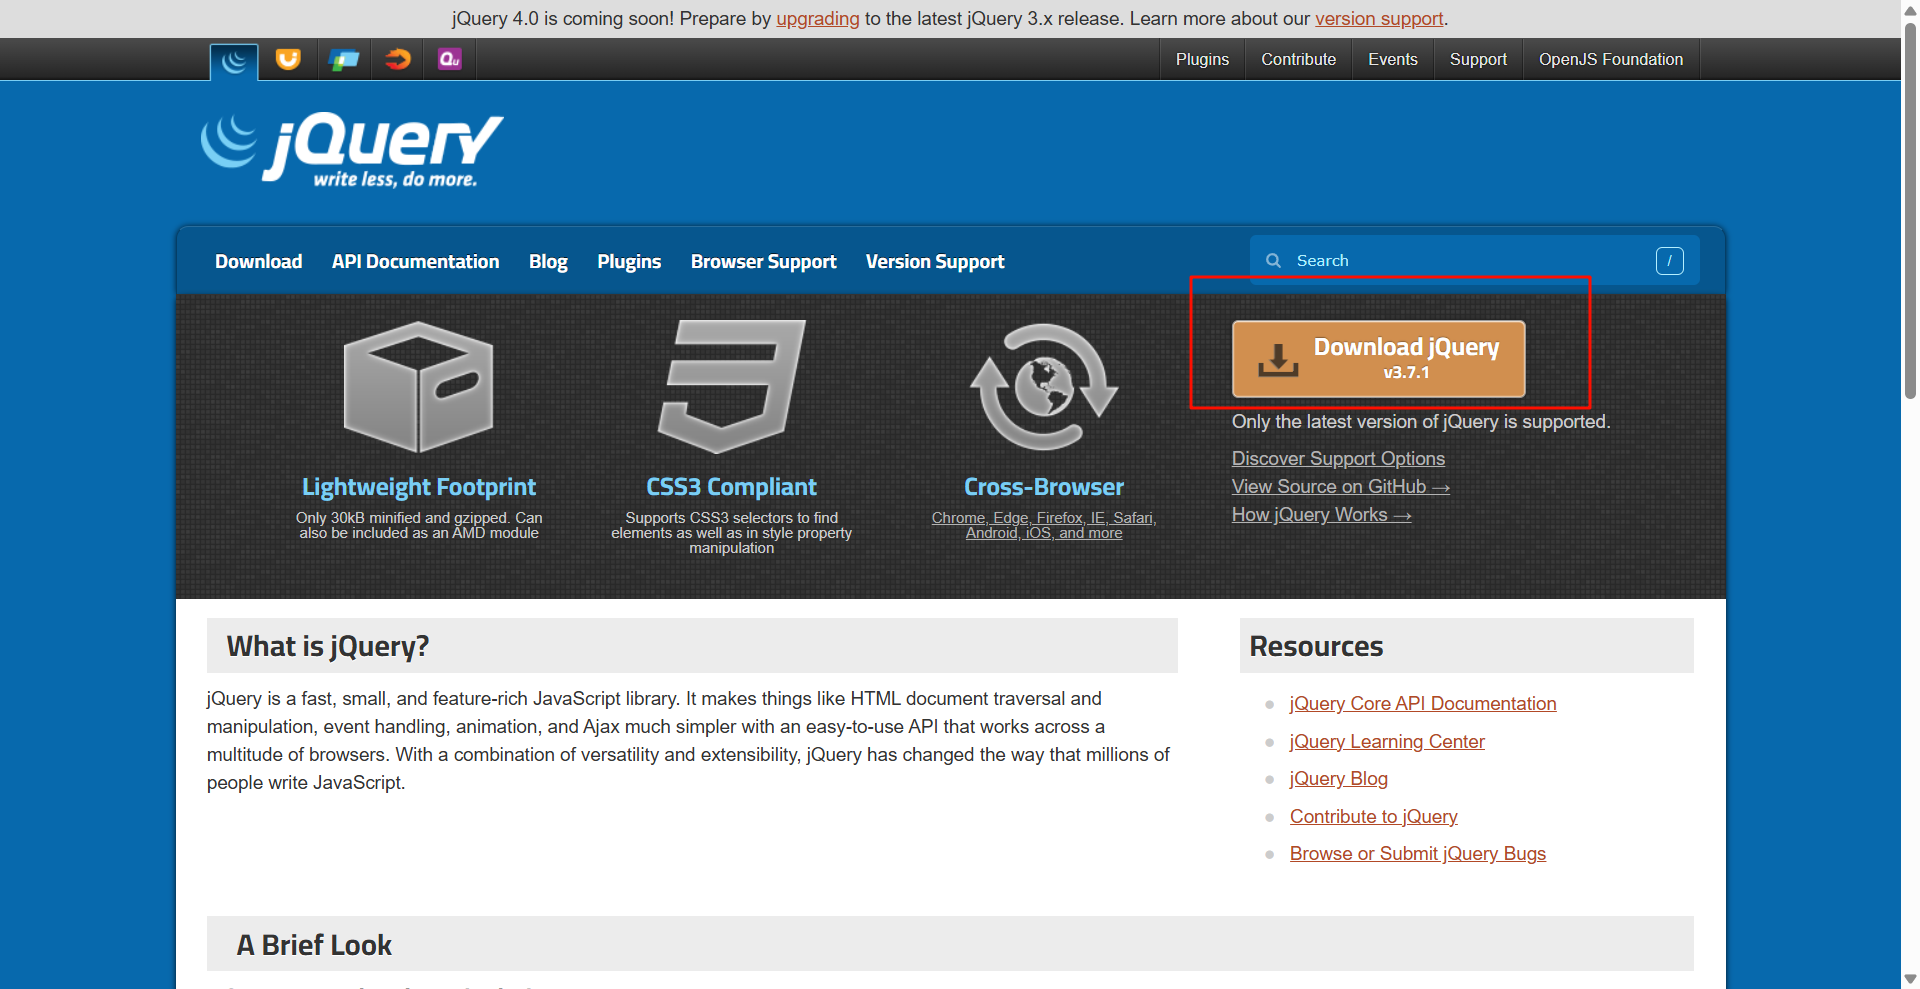 jQuery 4.0 is coming soon! Prepare by upgrading to the latest jQuery 3.x release. Learn more about our version support.
Qu
Plugins
Contribute
Events
Support
OpenJS Foundation
jQuery
write less, do more.
Download
API Documentation
Blog
Plugins
Browser Support
Version Support
Search
/
Lightweight Footprint
Only 30kB minified and gzipped. Can
also be included as an AMD module
CSS3 Compliant
Supports CSS3 selectors to find
elements as well as in style property
manipulation
Cross-Browser
Chrome, Edge, Firefox, IE, Safari,
Android, iOS, and more
Download jQuery
v3.7.1
Only the latest version of jQuery is supported.
Discover Support Options
View Source on GitHub →
How jQuery Works →
What is jQuery?
jQuery is a fast, small, and feature-rich JavaScript library. It makes things like HTML document traversal and
manipulation, event handling, animation, and Ajax much simpler with an easy-to-use API that works across a
multitude of browsers. With a combination of versatility and extensibility, jQuery has changed the way that millions of
people write JavaScript.
Resources
jQuery Core API Documentation
jQuery Learning Center
jQuery Blog
Contribute to jQuery
Browse or Submit jQuery Bugs
A Brief Look